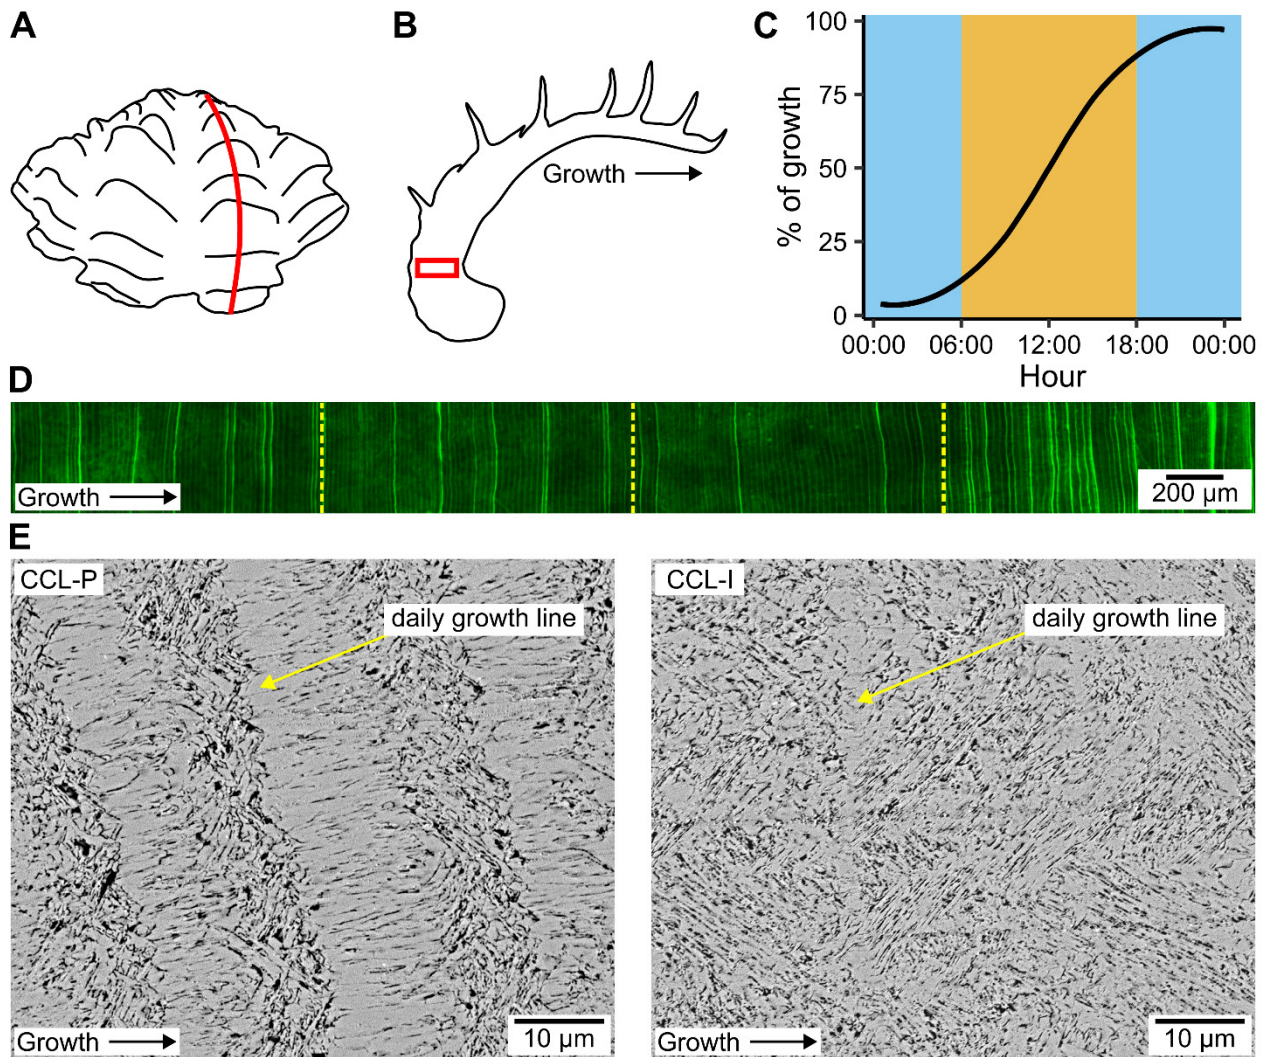 A
B
Growth
C
% of growth
100
75
50
25
0
00:00 06:00 12:00 18:00 00:00
Hour
D
Growth
200 µm
E
CCL-P
daily growth line
Growth
10 µm
CCL-I
daily growth line
Growth
10 µm